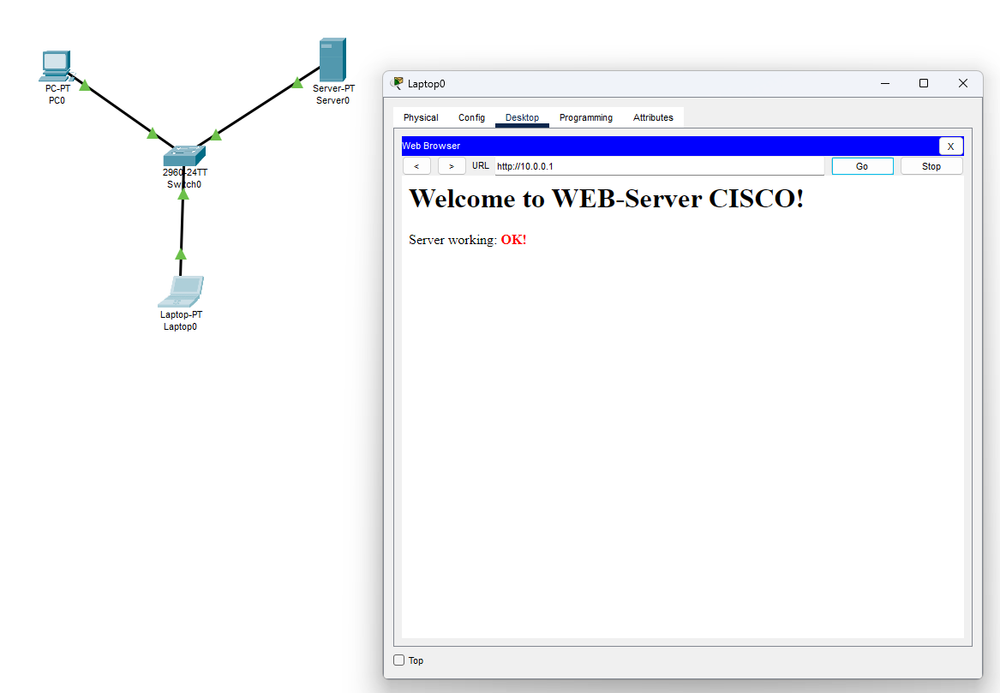 PC-PT
PC0
Server-PT
Server0
2960-24TT
Switch0
Laptop-PT
Laptop0
Laptop0
Physical Config Desktop Programming Attributes
Web Browser X
< > URL http://10.0.0.1 Go Stop
Welcome to WEB-Server CISCO!
Server working: OK!
Top